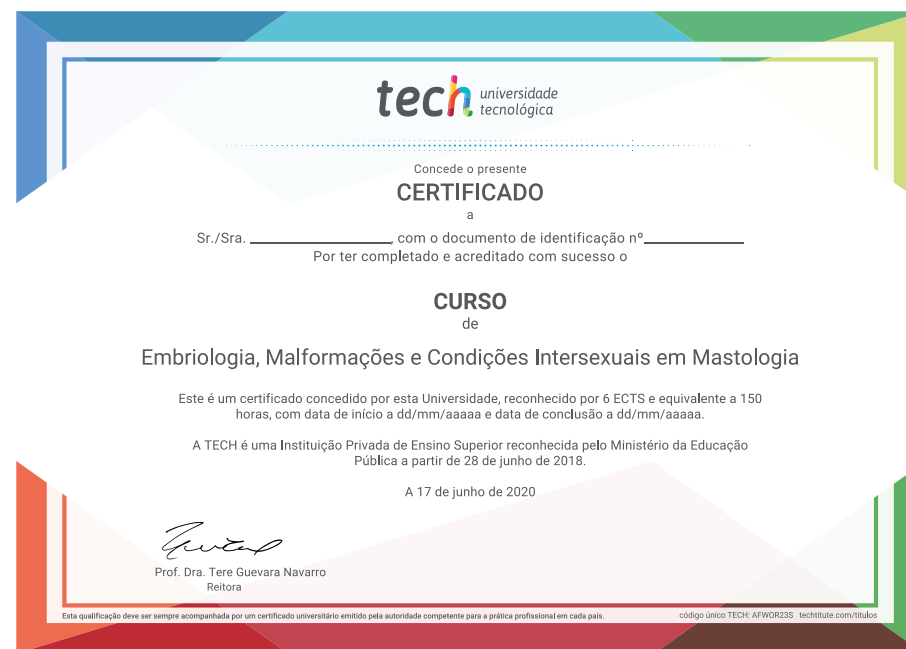 tech universidade
tecnológica
Concede o presente
CERTIFICADO
a
Sr./Sra. ________________, com o documento de identificação nº____________
Por ter completado e acreditado com sucesso o
CURSO
de
Embriologia, Malformações e Condições Intersexuais em Mastologia
Este é um certificado concedido por esta Universidade, reconhecido por 6 ECTS e equivalente a 150
horas, com data de início a dd/mm/aaaaa e data de conclusão a dd/mm/aaaaa.
A TECH é uma Instituição Privada de Ensino Superior reconhecida pelo Ministério da Educação
Pública a partir de 28 de junho de 2018.
A 17 de junho de 2020
Prof. Dra. Tere Guevara Navarro
Reitora
Esta qualificação deve ser sempre acompanhada por um certificado universitário emitido pela autoridade competente para a prática profissional em cada país.
código único TECH: AFWOR23S techtitute.com/titulos